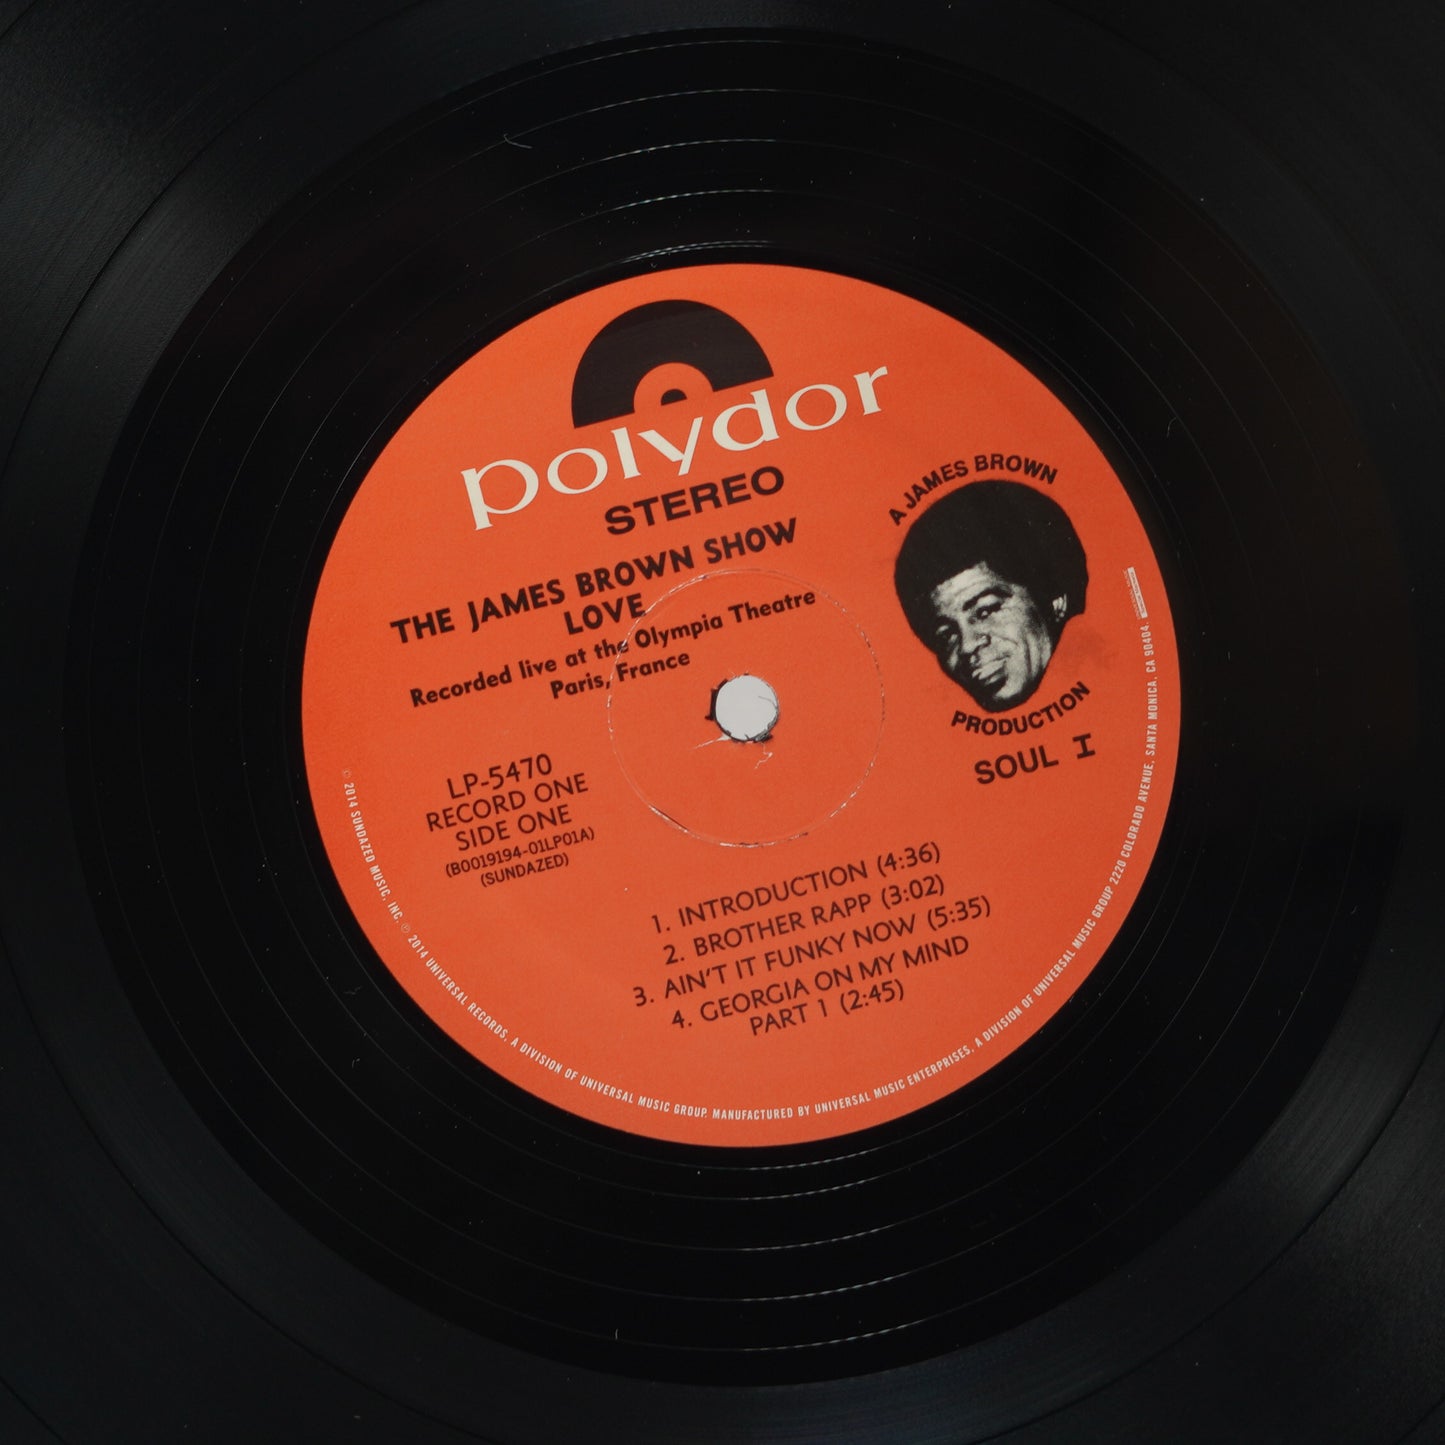 polydor
STEREO
THE JAMES BROWN SHOW
LOVE
Recorded live at the Olympia Theatre
Paris, France
A JAMES BROWN
PRODUCTION
SOUL I
LP-5470
RECORD ONE
SIDE ONE
(B0019194-01LP01A)
(SUNDAZED)
1. INTRODUCTION (4:36)
2. BROTHER RAPP (3:02)
3. AIN'T IT FUNKY NOW (5:35)
4. GEORGIA ON MY MIND
PART 1 (2:45)
© 2014 SUNDAZED MUSIC, INC. ℗ 2014 UNIVERSAL RECORDS, A DIVISION OF UNIVERSAL MUSIC GROUP. MANUFACTURED BY UNIVERSAL MUSIC ENTERPRISES, A DIVISION OF UNIVERSAL MUSIC GROUP 2220 COLORADO AVENUE, SANTA MONICA, CA 90404.